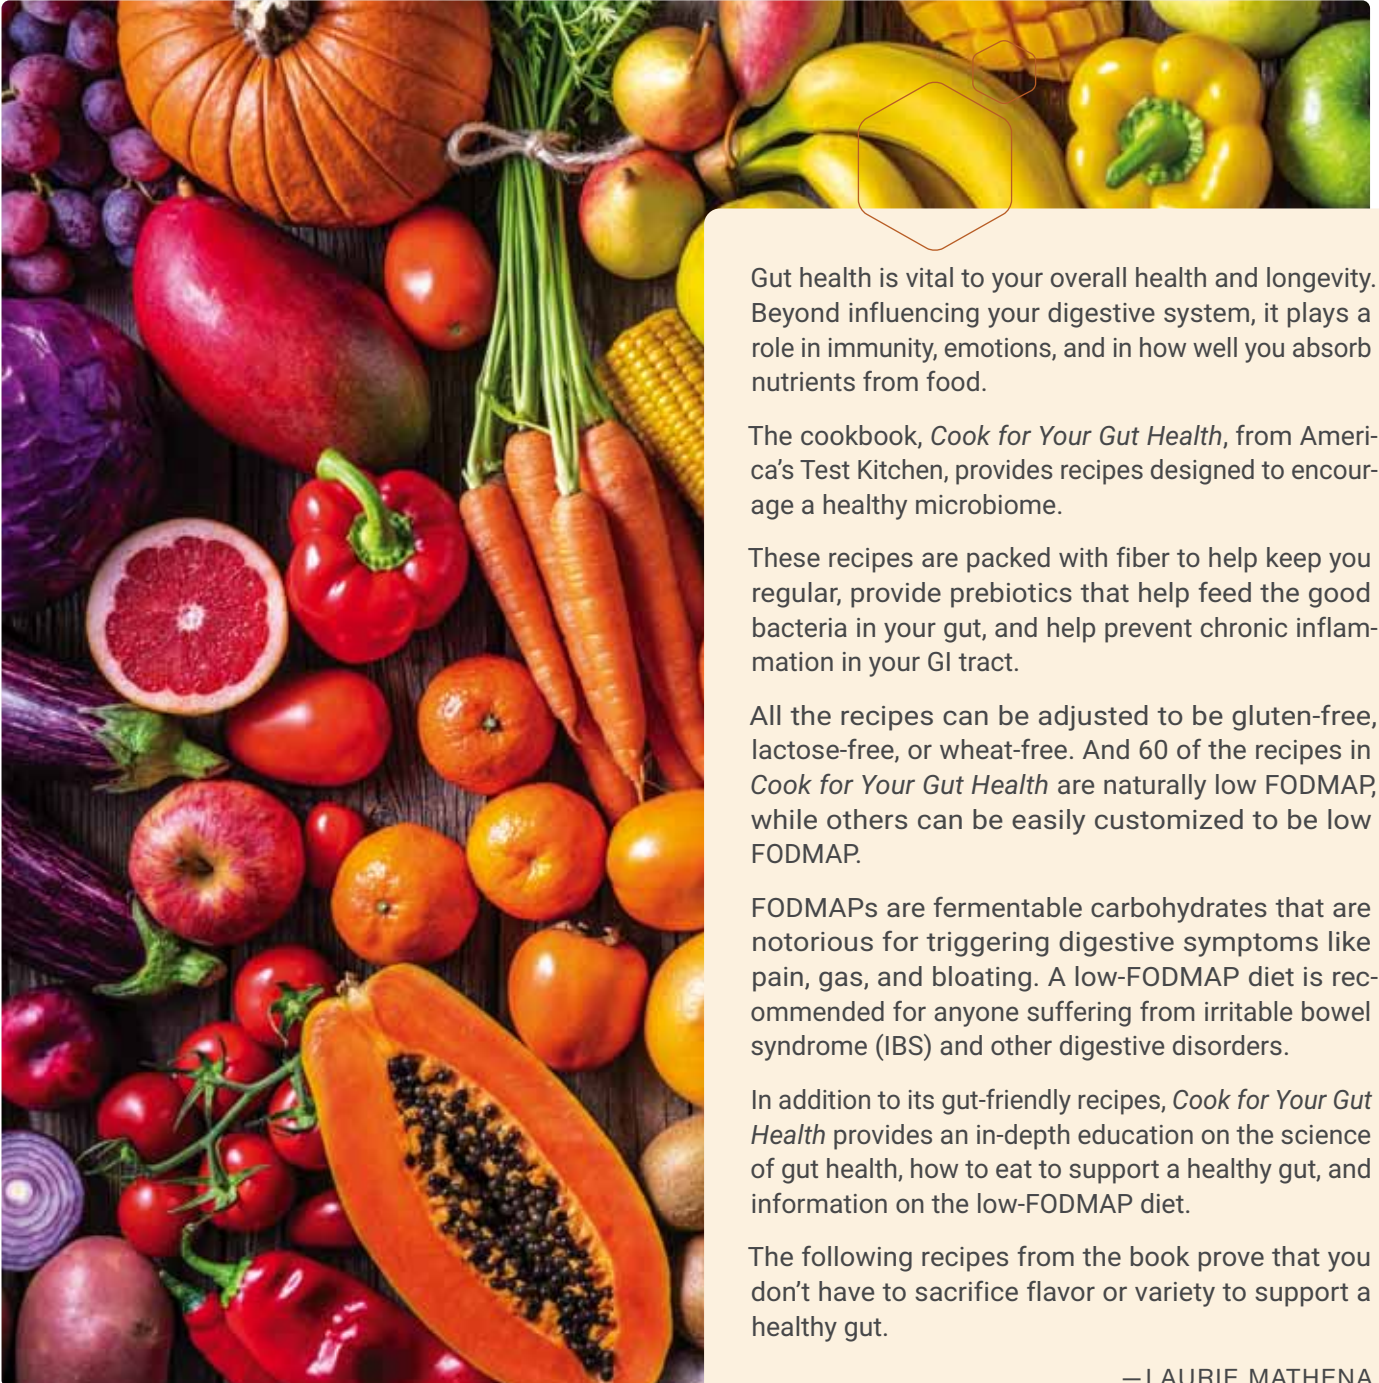 Gut health is vital to your overall health and longevity.
Beyond influencing your digestive system, it plays a
role in immunity, emotions, and in how well you absorb
nutrients from food.
The cookbook, Cook for Your Gut Health, from Ameri-
ca’s Test Kitchen, provides recipes designed to encour-
age a healthy microbiome.
These recipes are packed with fiber to help keep you
regular, provide prebiotics that help feed the good
bacteria in your gut, and help prevent chronic inflam-
mation in your GI tract.
All the recipes can be adjusted to be gluten-free,
lactose-free, or wheat-free. And 60 of the recipes in
Cook for Your Gut Health are naturally low FODMAP,
while others can be easily customized to be low
FODMAP.
FODMAPs are fermentable carbohydrates that are
notorious for triggering digestive symptoms like
pain, gas, and bloating. A low-FODMAP diet is rec-
ommended for anyone suffering from irritable bowel
syndrome (IBS) and other digestive disorders.
In addition to its gut-friendly recipes, Cook for Your Gut
Health provides an in-depth education on the science
of gut health, how to eat to support a healthy gut, and
information on the low-FODMAP diet.
The following recipes from the book prove that you
don’t have to sacrifice flavor or variety to support a
healthy gut.
—LAURIE MATHENA